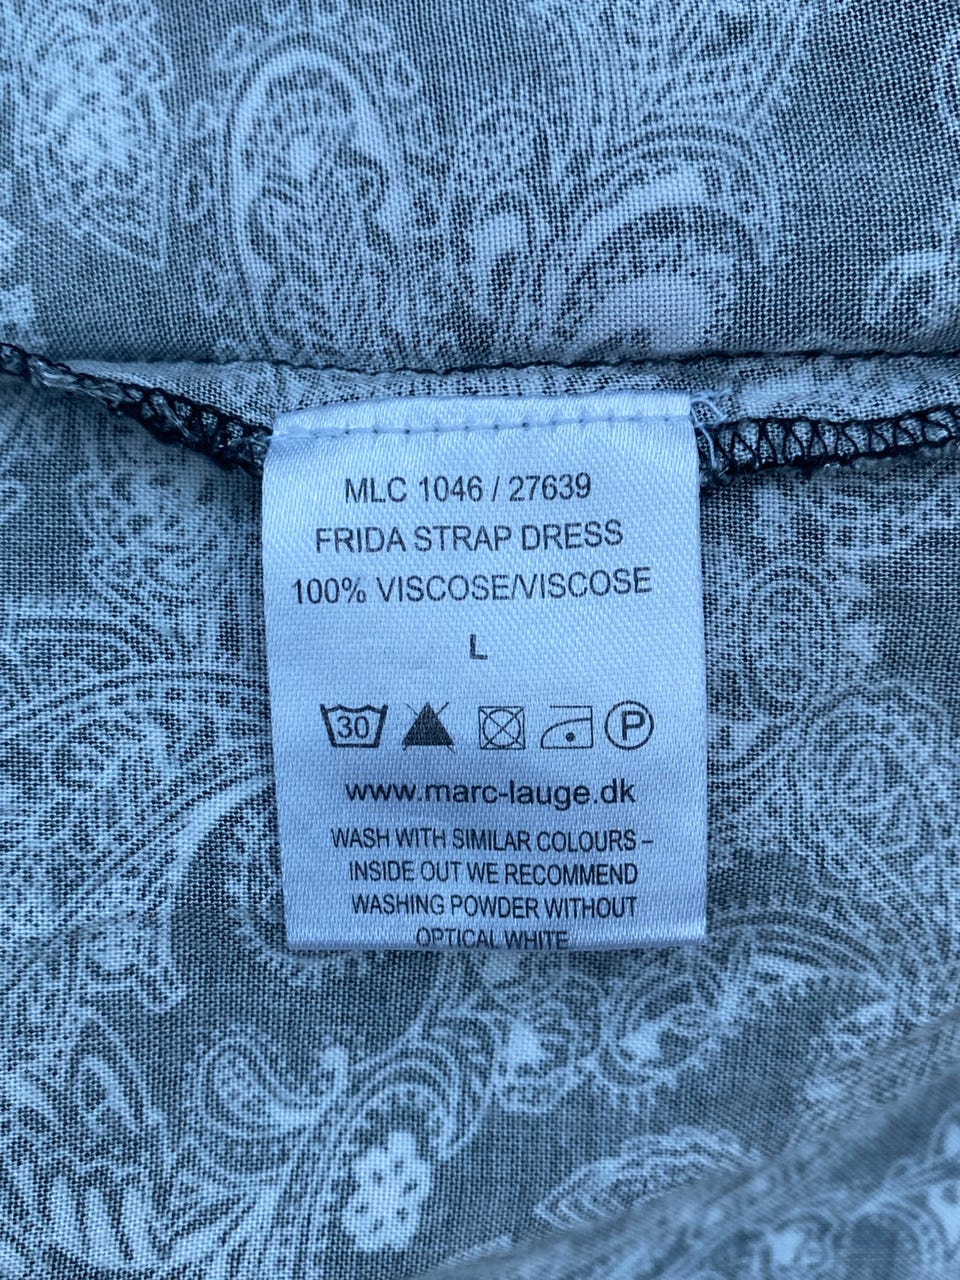 MLC 1046 / 27639
FRIDA STRAP DRESS
100% VISCOSE/VISCOSE
L
30 P
www.marc-lauge.dk
WASH WITH SIMILAR COLOURS –
INSIDE OUT WE RECOMMEND
WASHING POWDER WITHOUT
OPTICAL WHITE